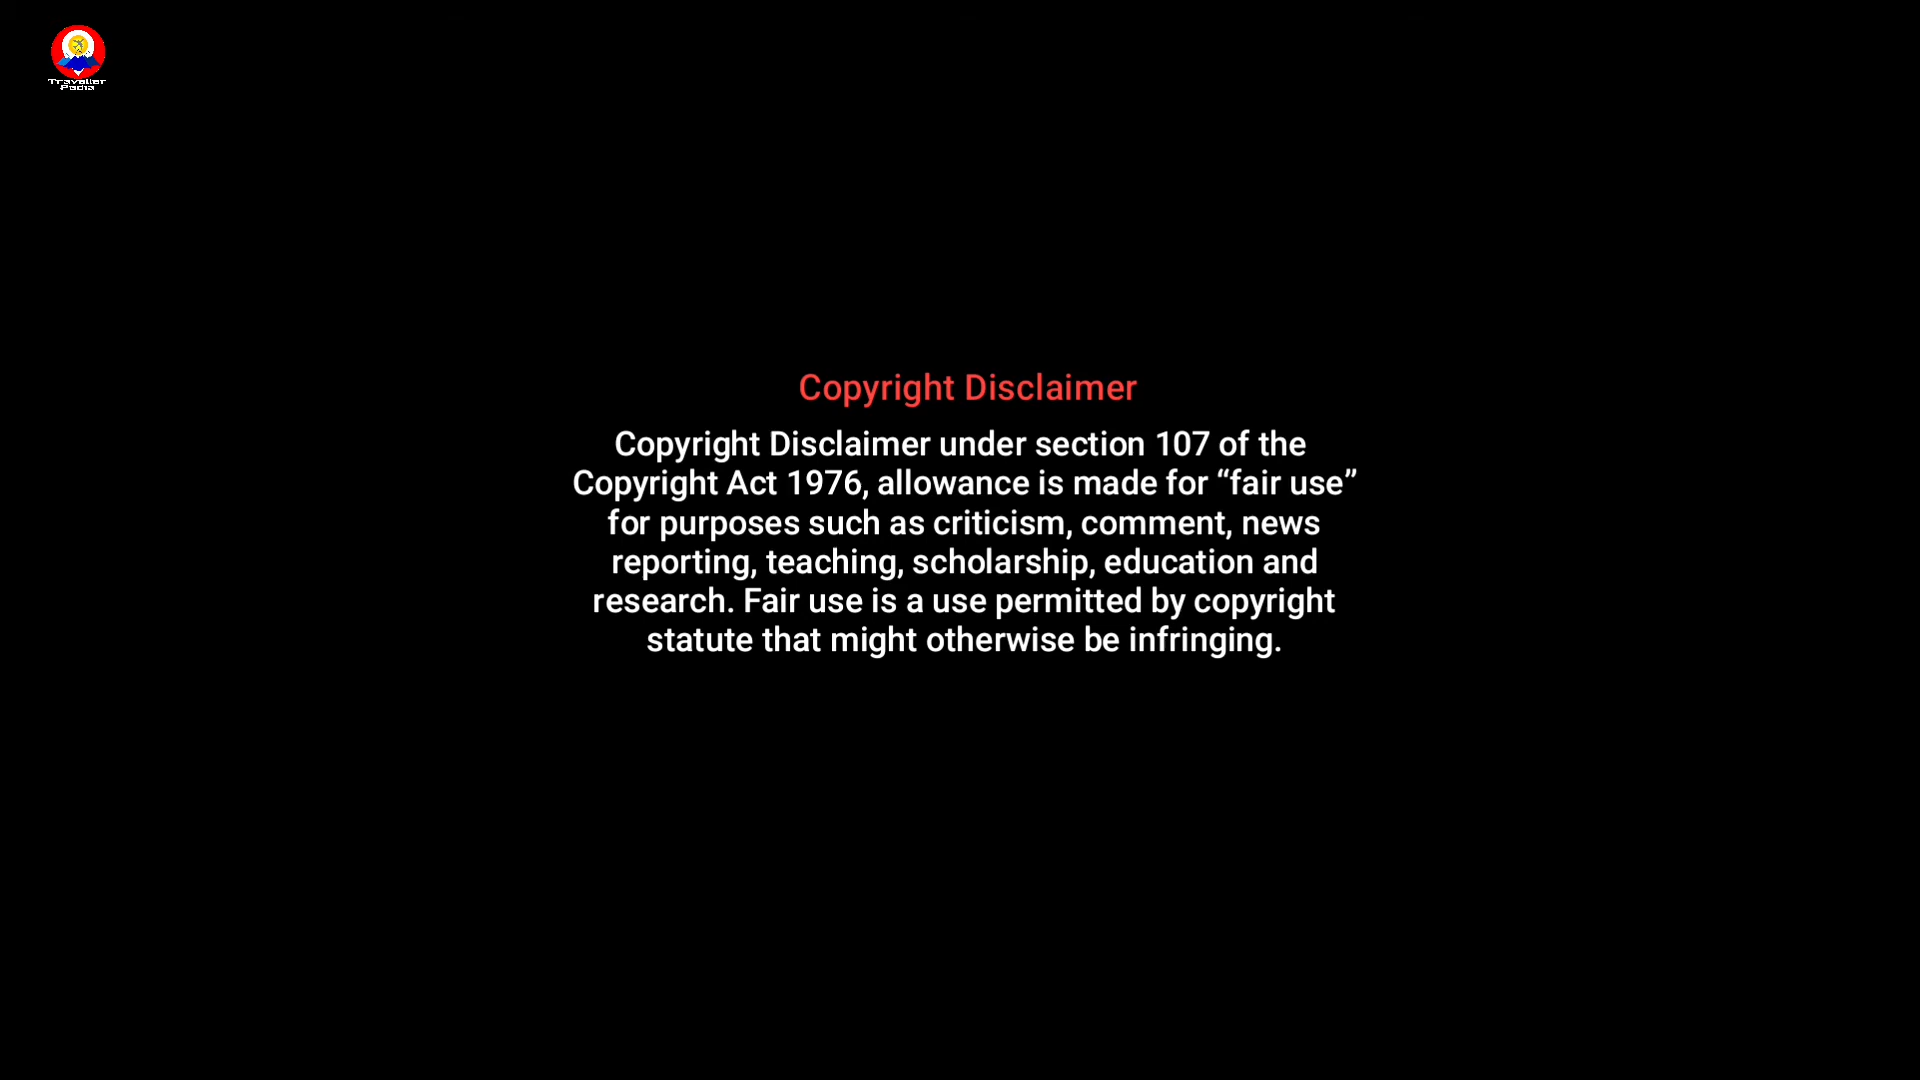 Traveller
Pedia
Copyright Disclaimer
Copyright Disclaimer under section 107 of the
Copyright Act 1976, allowance is made for “fair use”
for purposes such as criticism, comment, news
reporting, teaching, scholarship, education and
research. Fair use is a use permitted by copyright
statute that might otherwise be infringing.